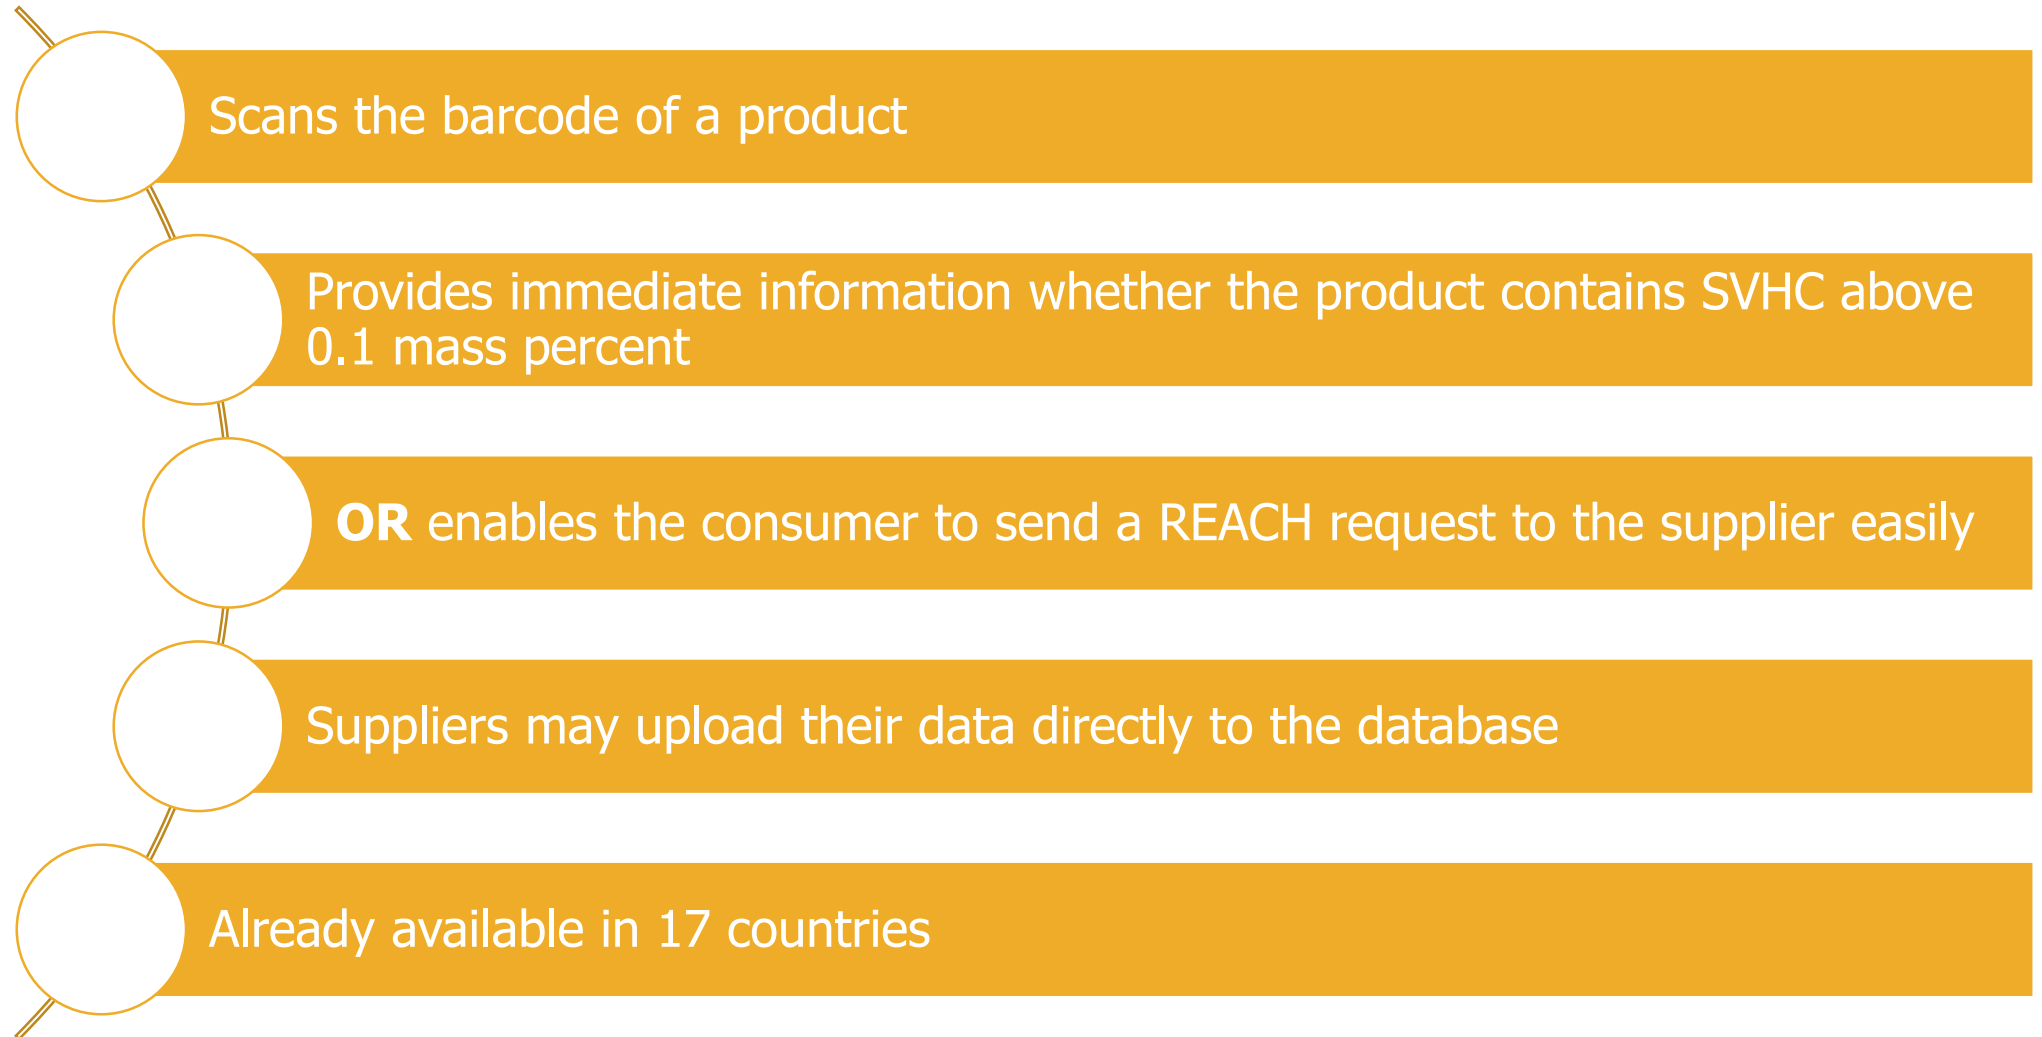 Scans the barcode of a product
Provides immediate information whether the product contains SVHC above
0.1 mass percent
OR enables the consumer to send a REACH request to the supplier easily
Suppliers may upload their data directly to the database
Already available in 17 countries